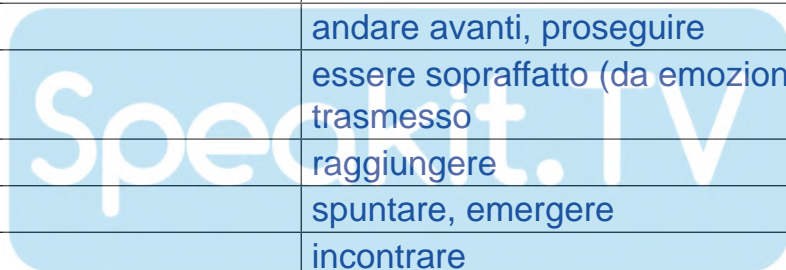 andare avanti, proseguire
essere sopraffatto (da emozion
trasmesso
raggiungere
spuntare, emergere
incontrare
Speakit.TV